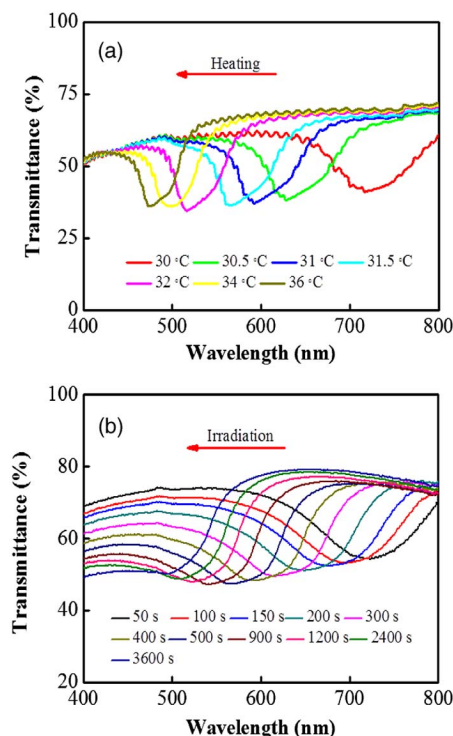 (a)
Heating
100
75
50
25
0
Transmittance (%)
30 °C 30.5 °C 31 °C 31.5 °C
32 °C 34 °C 36 °C
400 500 600 700 800
Wavelength (nm)
(b)
Irradiation
100
80
60
40
20
Transmittance (%)
50 s 100 s 150 s 200 s 300 s
400 s 500 s 900 s 1200 s 2400 s
3600 s
400 500 600 700 800
Wavelength (nm)